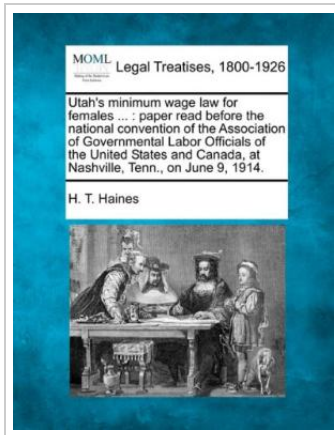 MOML
Legal Treatises, 1800-1926
Utah's minimum wage law for
females ... : paper read before the
national convention of the Association
of Governmental Labor Officials of
the United States and Canada, at
Nashville, Tenn., on June 9, 1914.
H. T. Haines